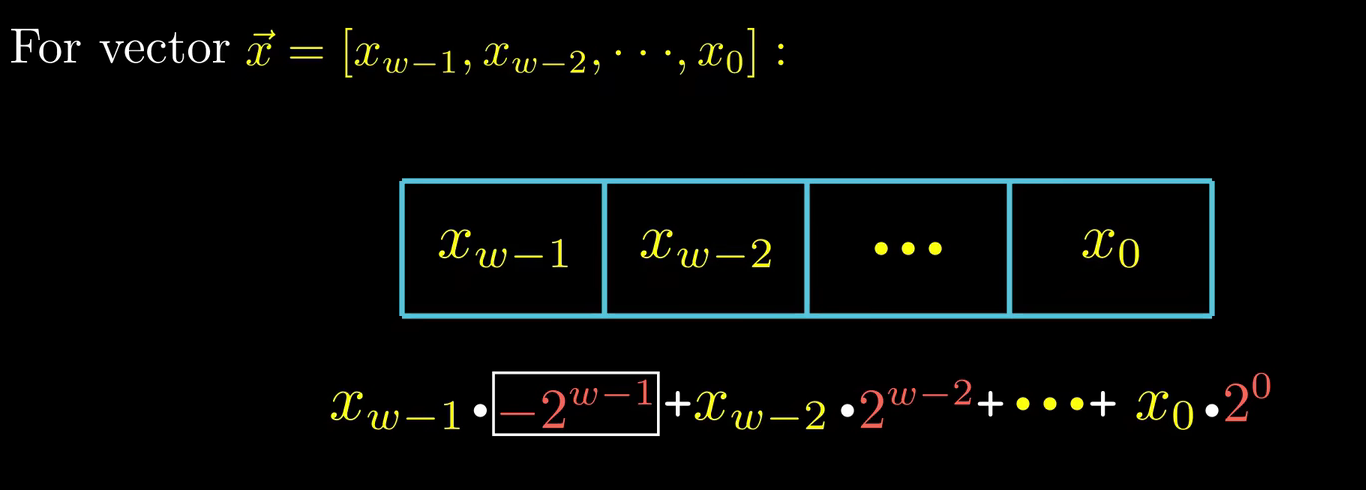 For vector $\vec{x} = [x_{w-1}, x_{w-2}, \cdots, x_0] :$
$x_{w-1}$ $x_{w-2}$ $\cdots$ $x_0$
$x_{w-1} \cdot -2^{w-1} + x_{w-2} \cdot 2^{w-2} + \cdots + x_0 \cdot 2^0$